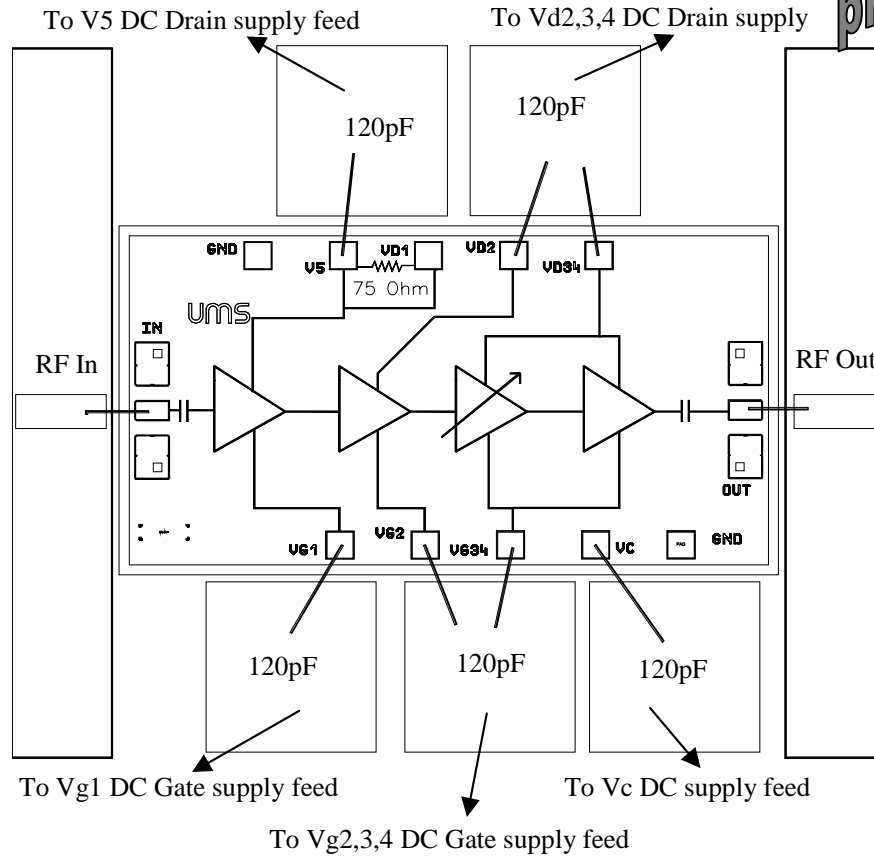 To V5 DC Drain supply feed
To Vd2,3,4 DC Drain supply
120pF
120pF
GND
V5
VD1
VD2
VD34
75 Ohm
ums
IN
RF In
RF Out
OUT
VG1
VG2
VG34
VC
PAD
GND
120pF
120pF
120pF
To Vg1 DC Gate supply feed
To Vc DC supply feed
To Vg2,3,4 DC Gate supply feed